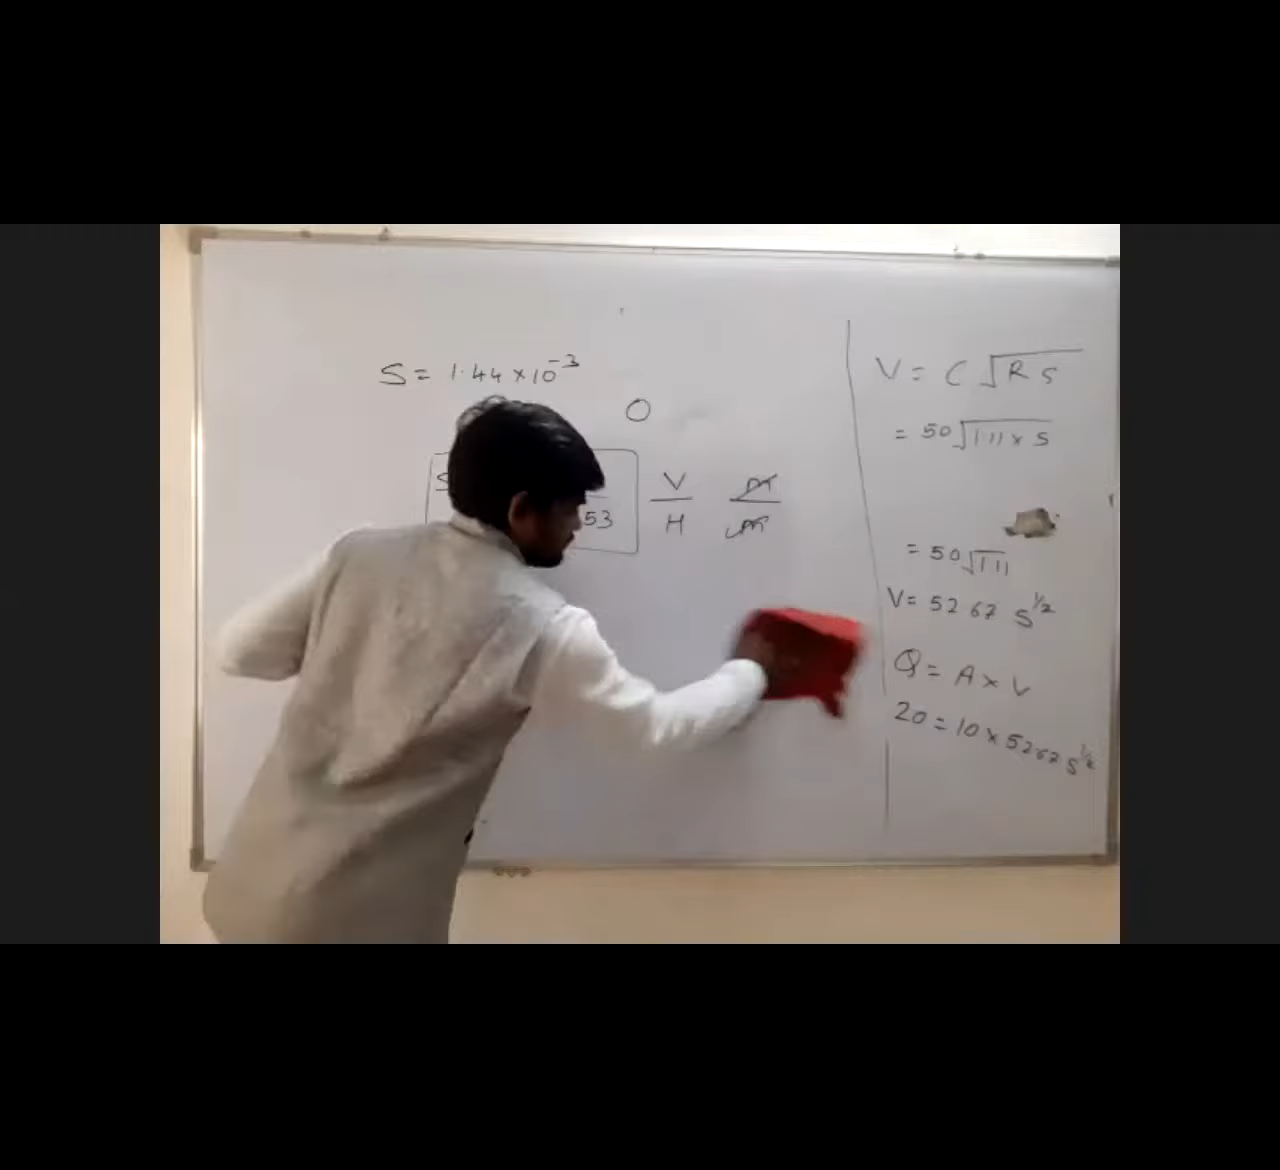 S = 1.44 × 10⁻³
O
S
53
V
H
m
m
V = C √R S
= 50 √1.11 × S
= 50 √1.11
V = 52.67 S^1/2
Q = A × V
20 = 10 × 52.67 S^1/2